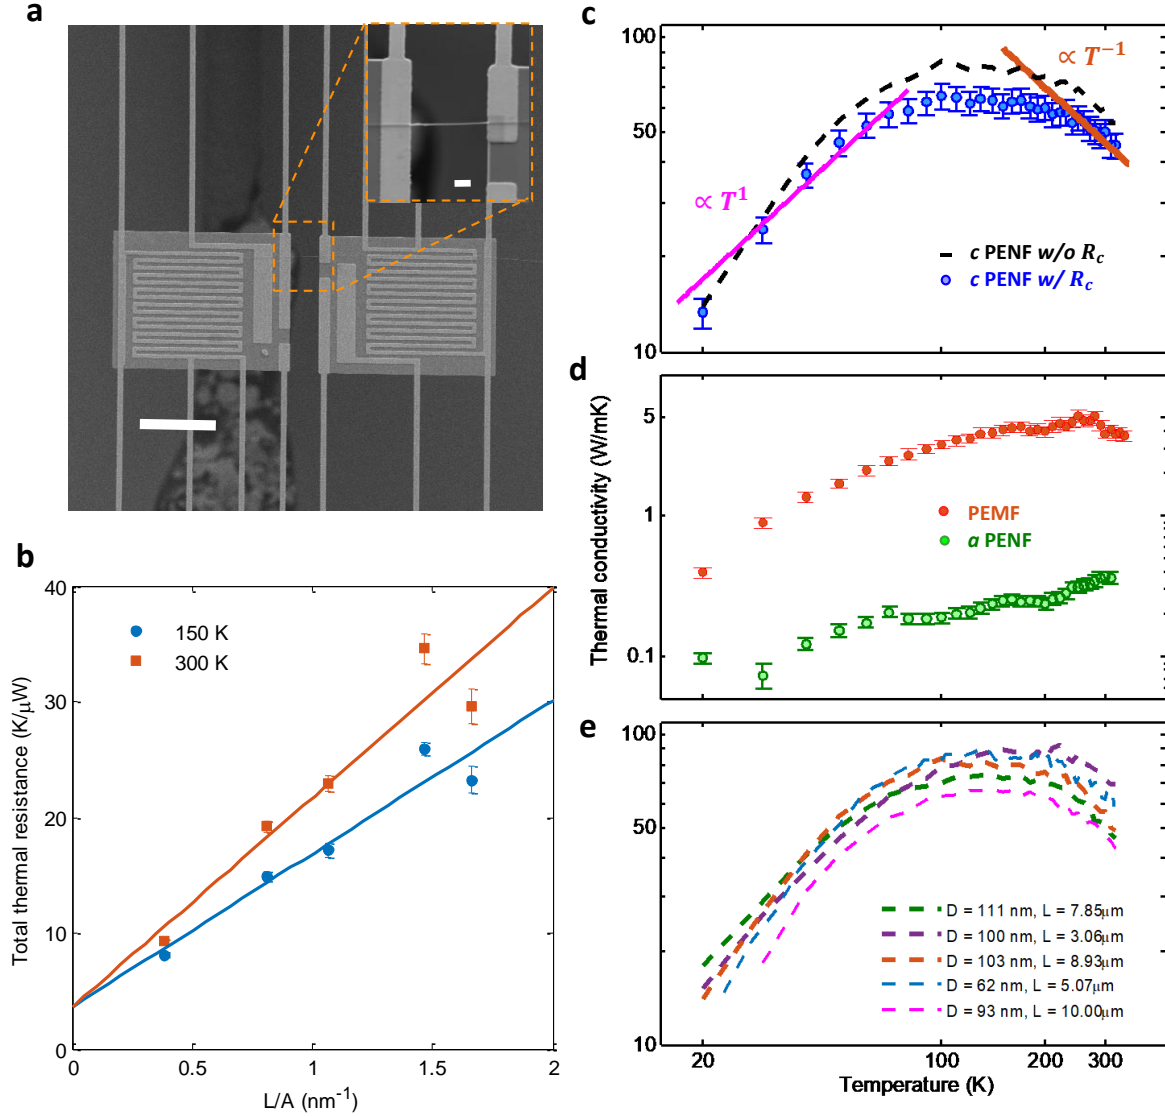 a
b
40
30
20
10
0
0
0.5
1
1.5
2
150 K
300 K
Total thermal resistance (K/μW)
L/A (nm⁻¹)
c
100
50
10
∝ T⁻¹
∝ T¹
c PENF w/o R_c
c PENF w/ R_c
d
5
1
0.1
PEMF
a PENF
Thermal conductivity (W/mK)
e
100
50
10
D = 111 nm, L = 7.85μm
D = 100 nm, L = 3.06μm
D = 103 nm, L = 8.93μm
D = 62 nm, L = 5.07μm
D = 93 nm, L = 10.00μm
20
100
200
300
Temperature (K)